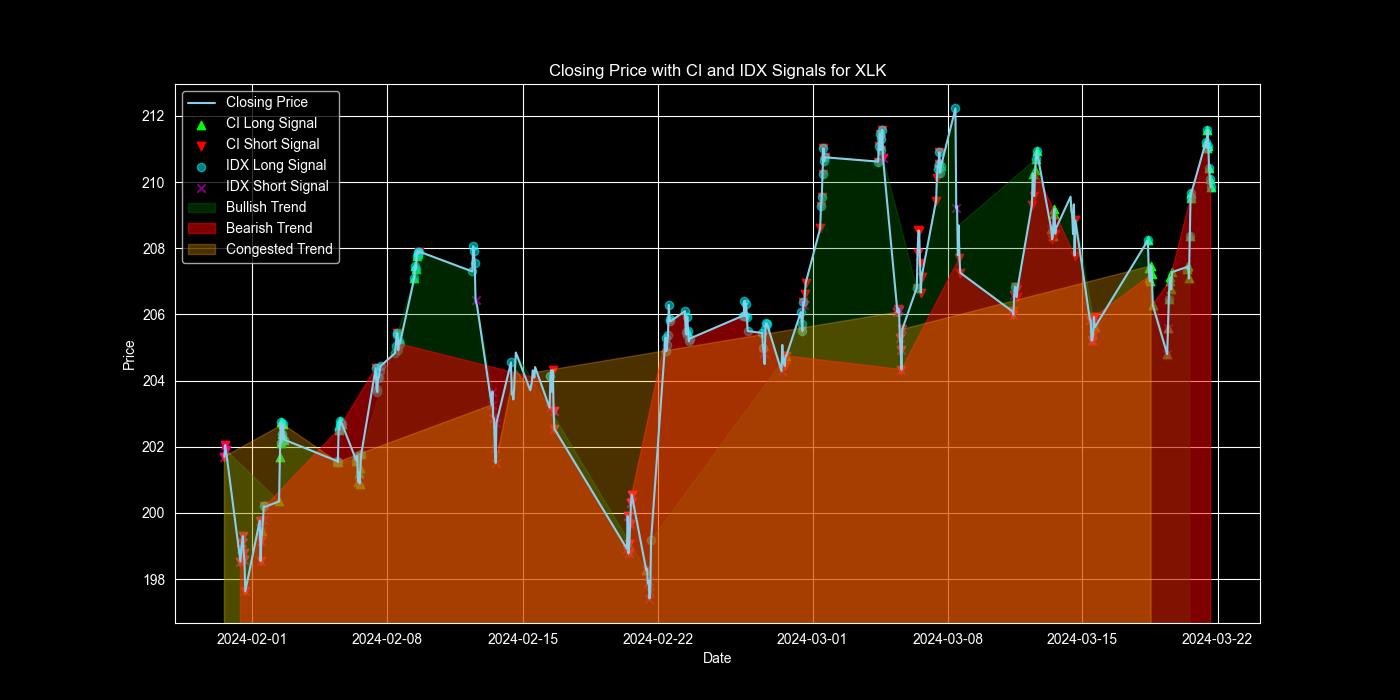 Closing Price with CI and IDX Signals for XLK
Closing Price
CI Long Signal
CI Short Signal
IDX Long Signal
IDX Short Signal
Bullish Trend
Bearish Trend
Congested Trend
Price
212
210
208
206
204
202
200
198
2024-02-01 2024-02-08 2024-02-15 2024-02-22 2024-03-01 2024-03-08 2024-03-15 2024-03-22
Date